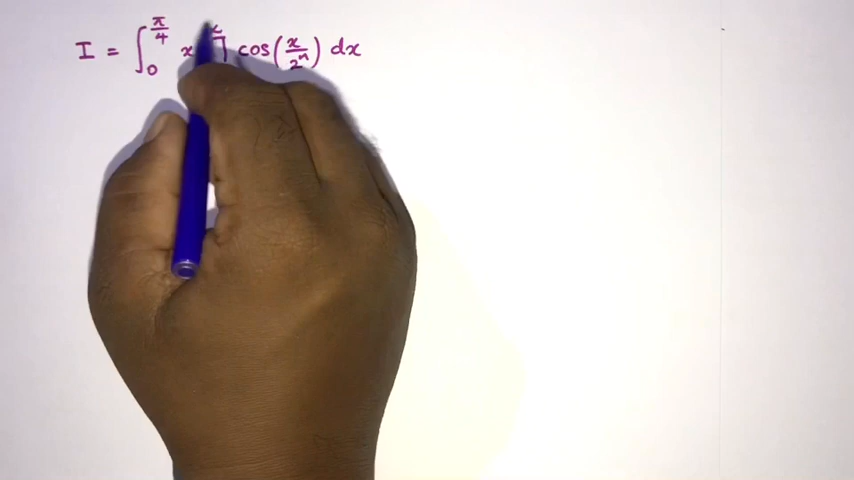 I = ∫₀^(π/4) x ∏ cos(x/2ⁿ) dx